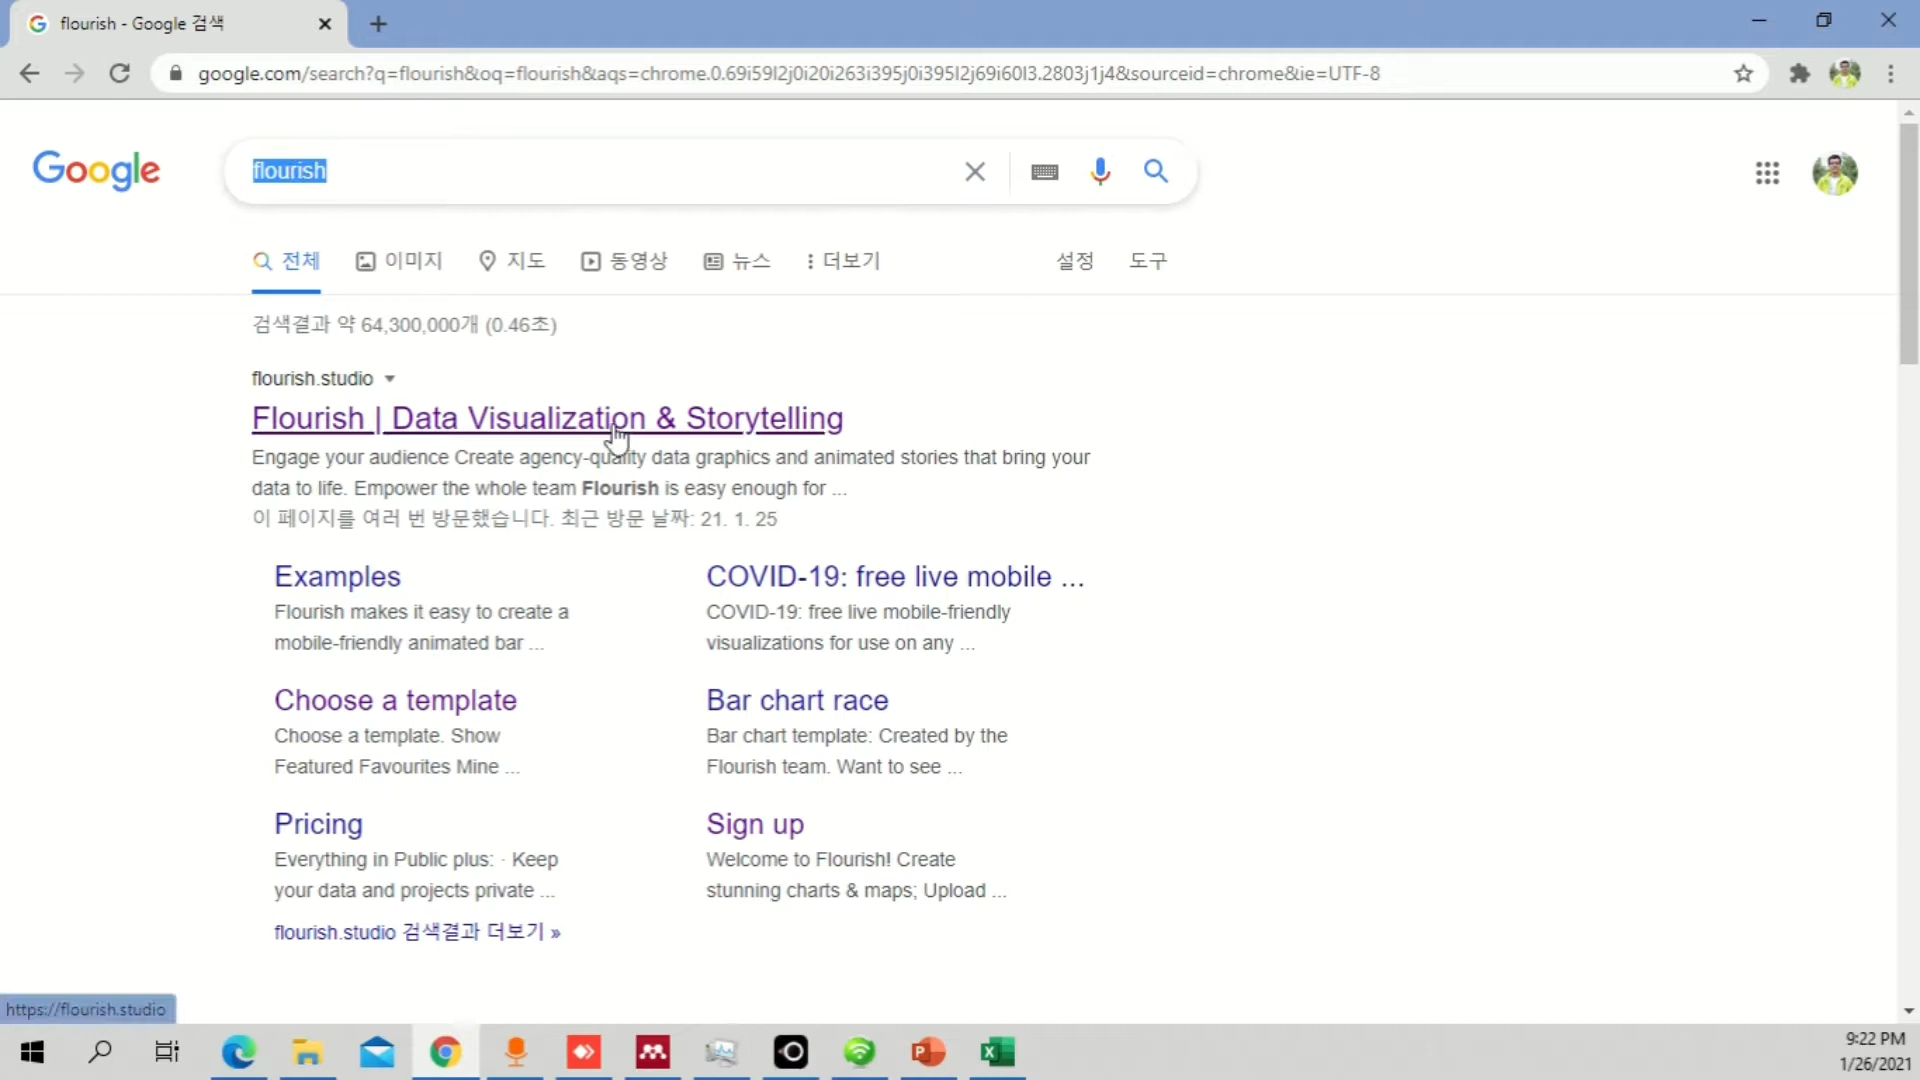 flourish - Google 검색
google.com/search?q=flourish&oq=flourish&aqs=chrome.0.69i59l2j0i20i263i395j0i395l2j69i60l3.2803j1j4&sourceid=chrome&ie=UTF-8
Google
flourish
전체 이미지 지도 동영상 뉴스 더보기 설정 도구
검색결과 약 64,300,000개 (0.46초)
flourish.studio
Flourish | Data Visualization & Storytelling
Engage your audience Create agency-quality data graphics and animated stories that bring your
data to life. Empower the whole team Flourish is easy enough for ...
이 페이지를 여러 번 방문했습니다. 최근 방문 날짜: 21. 1. 25
Examples
Flourish makes it easy to create a
mobile-friendly animated bar ...
COVID-19: free live mobile ...
COVID-19: free live mobile-friendly
visualizations for use on any ...
Choose a template
Choose a template. Show
Featured Favourites Mine ...
Bar chart race
Bar chart template: Created by the
Flourish team. Want to see ...
Pricing
Everything in Public plus: · Keep
your data and projects private ...
Sign up
Welcome to Flourish! Create
stunning charts & maps; Upload ...
flourish.studio 검색결과 더보기 »
https://flourish.studio
9:22 PM
1/26/2021